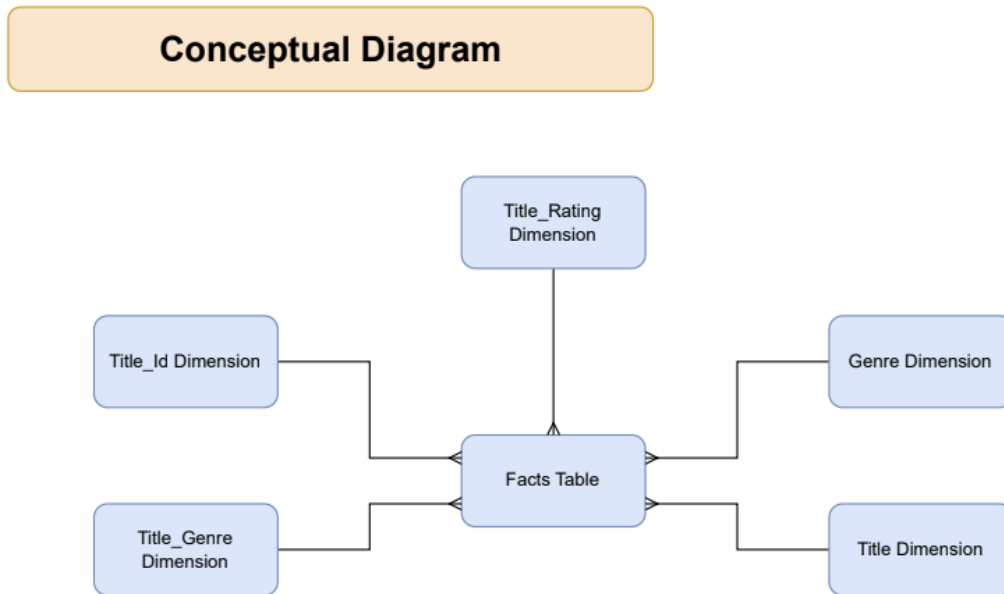 Conceptual Diagram
Title_Rating
Dimension
Title_Id Dimension
Genre Dimension
Facts Table
Title_Genre
Dimension
Title Dimension